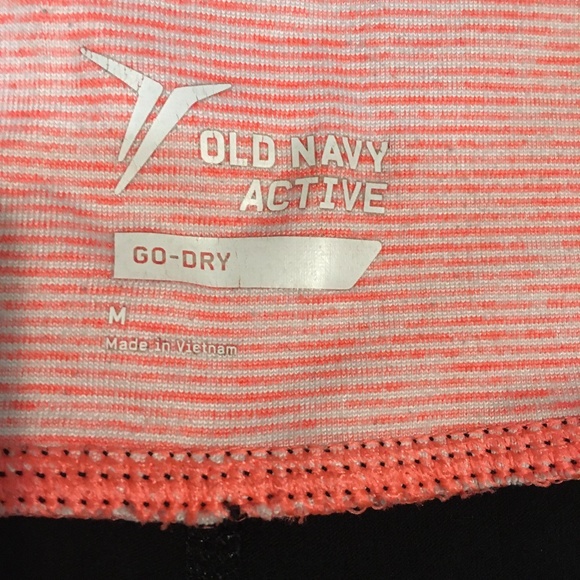 OLD NAVY
ACTIVE
GO-DRY
M
Made in Vietnam